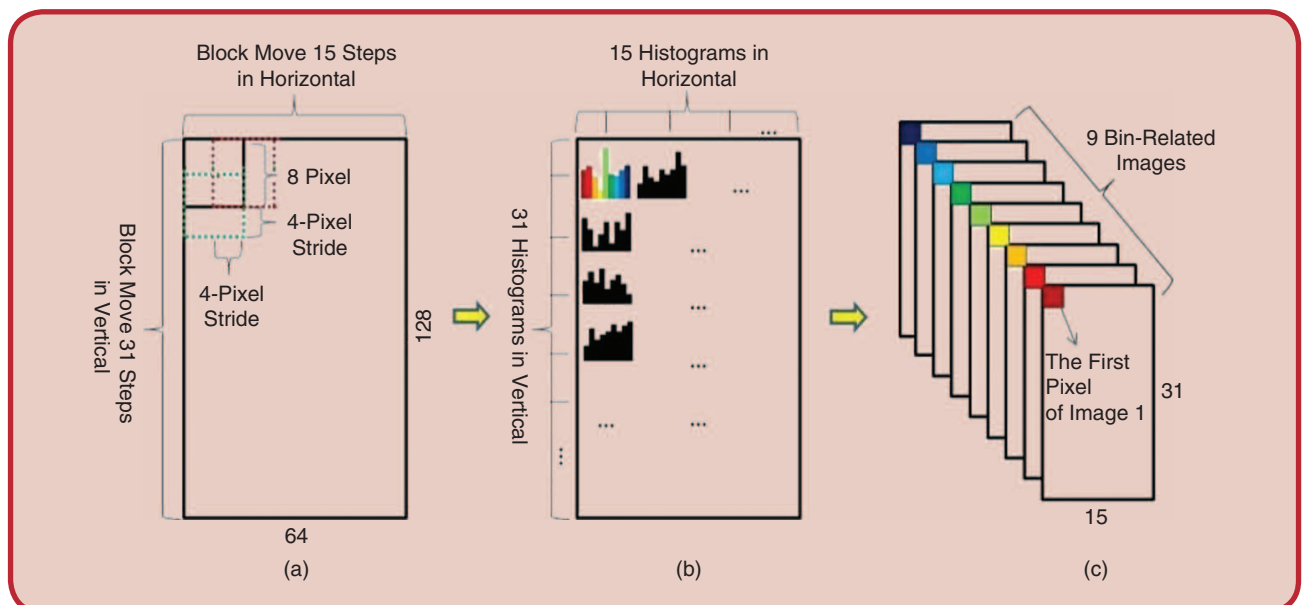 Block Move 15 Steps
in Horizontal
8 Pixel
4-Pixel
Stride
4-Pixel
Stride
Block Move 31 Steps
in Vertical
128
64
(a)
15 Histograms in
Horizontal
...
...
31 Histograms in Vertical
...
...
...
...
...
...
(b)
9 Bin-Related
Images
The First
Pixel
of Image 1
31
15
(c)